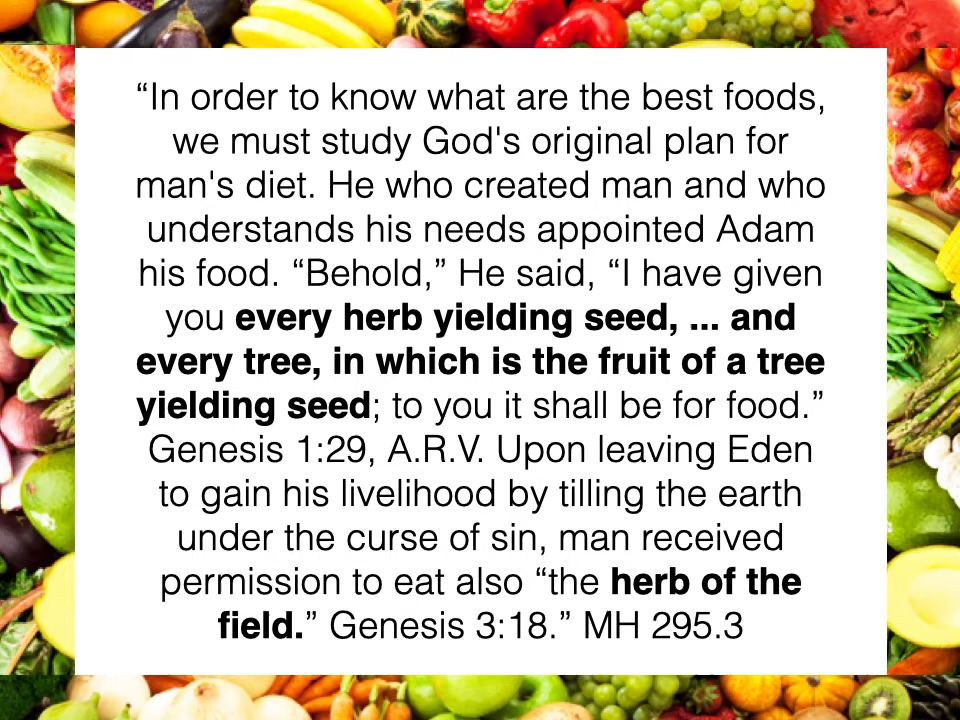 “In order to know what are the best foods,
we must study God's original plan for
man's diet. He who created man and who
understands his needs appointed Adam
his food. “Behold,” He said, “I have given
you every herb yielding seed, ... and
every tree, in which is the fruit of a tree
yielding seed; to you it shall be for food.”
Genesis 1:29, A.R.V. Upon leaving Eden
to gain his livelihood by tilling the earth
under the curse of sin, man received
permission to eat also “the herb of the
field.” Genesis 3:18.” MH 295.3